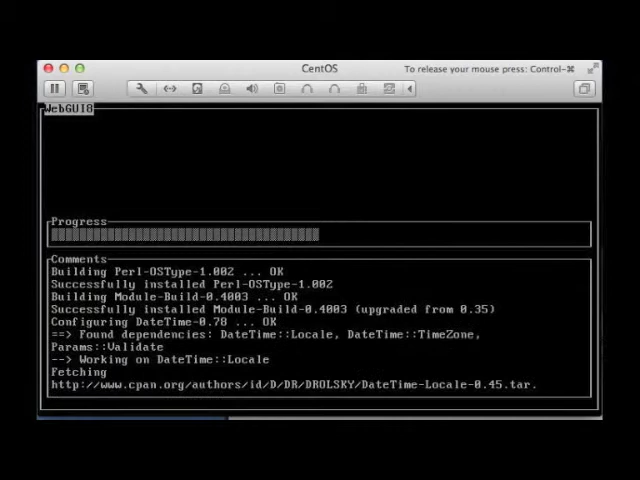 CentOS
To release your mouse press: Control-⌘
WebGUI8
Progress
Comments
Building Perl-OSType-1.002 ... OK
Successfully installed Perl-OSType-1.002
Building Module-Build-0.4003 ... OK
Successfully installed Module-Build-0.4003 (upgraded from 0.35)
Configuring DateTime-0.78 ... OK
==> Found dependencies: DateTime::Locale, DateTime::TimeZone,
Params::Validate
--> Working on DateTime::Locale
Fetching
http://www.cpan.org/authors/id/D/DR/DROLSKY/DateTime-Locale-0.45.tar.